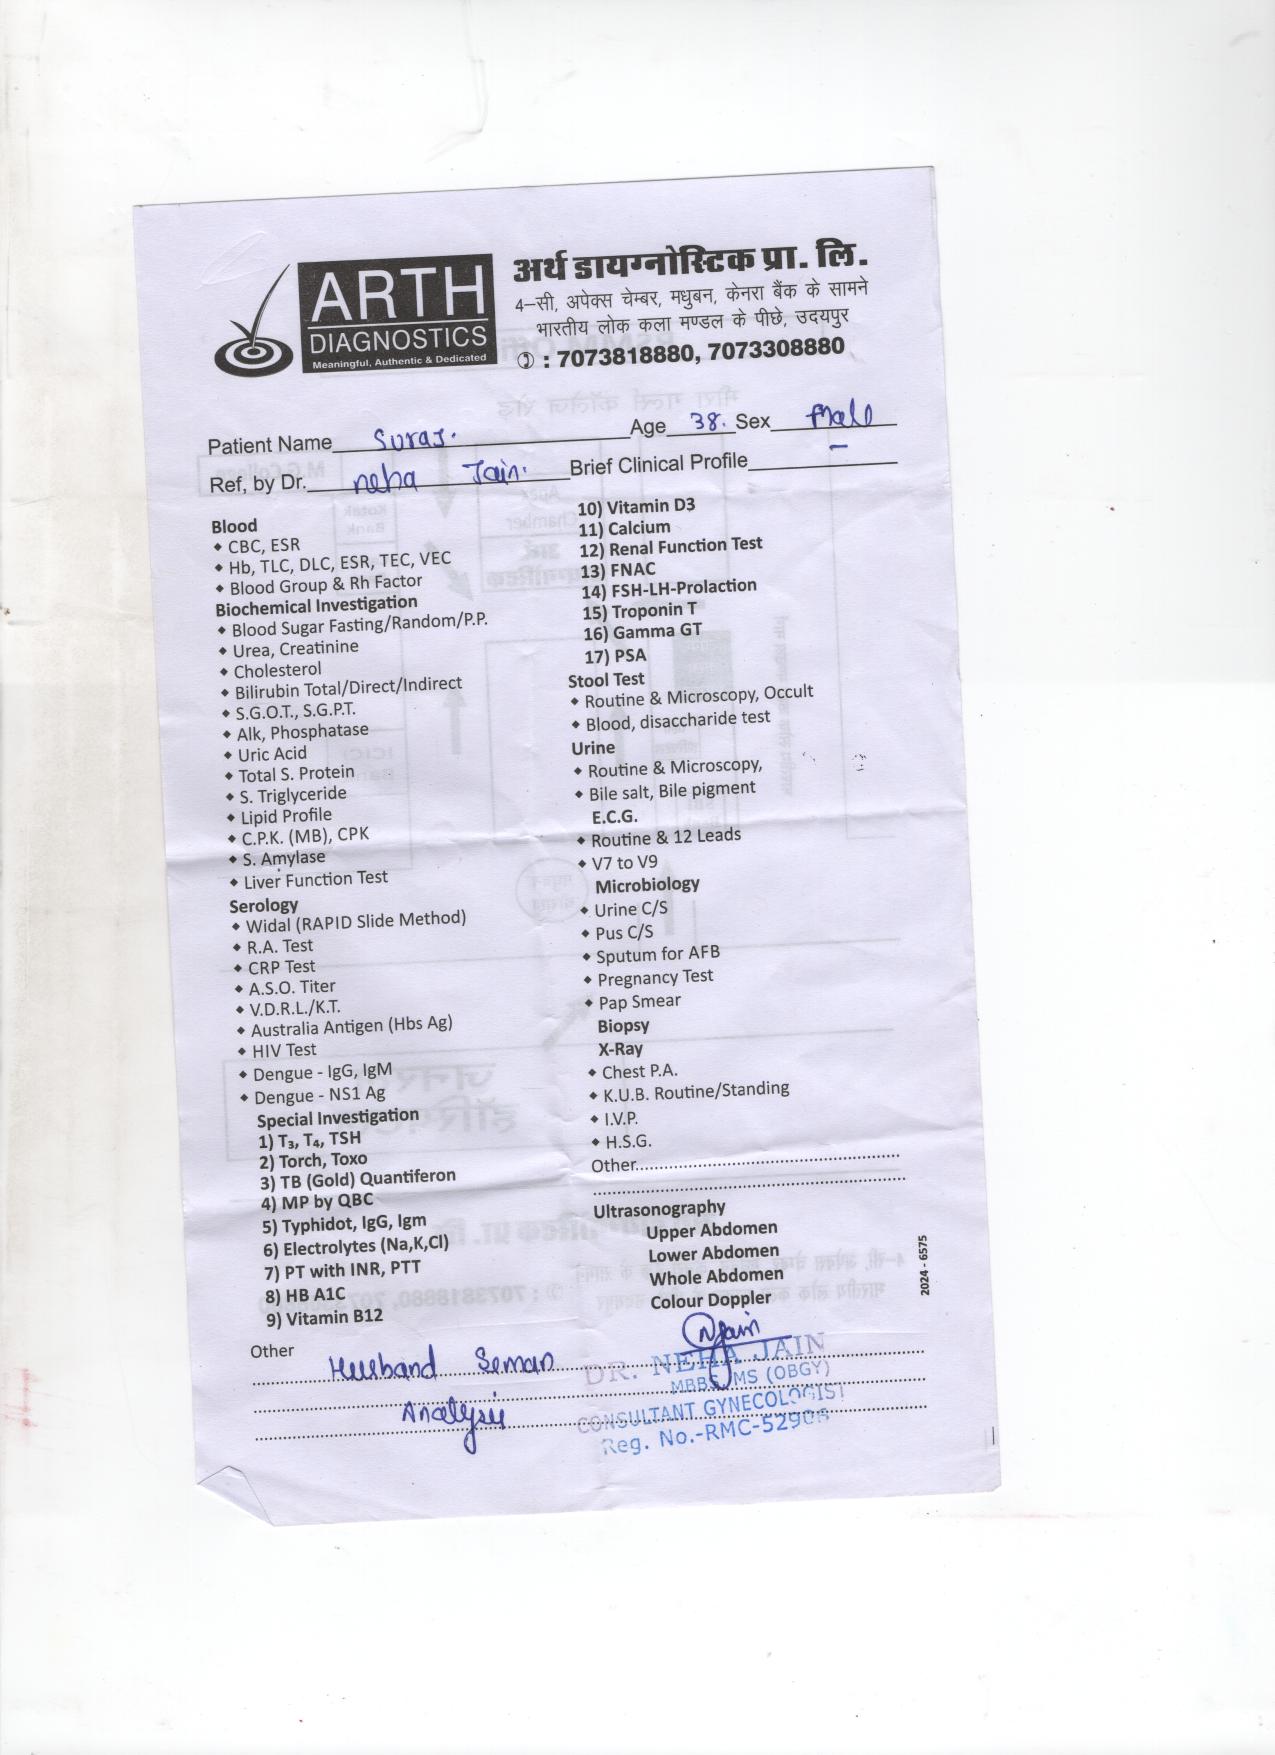 ARTH
DIAGNOSTICS
Meaningful, Authentic & Dedicated
अर्थ डायग्नोस्टिक प्रा. लि.
4–सी, अपेक्स चेम्बर, मधुबन, केनरा बैंक के सामने
भारतीय लोक कला मण्डल के पीछे, उदयपुर
: 7073818880, 7073308880
Patient Name Suraj. Age 38. Sex Male
Ref, by Dr. neha Jain. Brief Clinical Profile –
Blood
◆ CBC, ESR
◆ Hb, TLC, DLC, ESR, TEC, VEC
◆ Blood Group & Rh Factor
Biochemical Investigation
◆ Blood Sugar Fasting/Random/P.P.
◆ Urea, Creatinine
◆ Cholesterol
◆ Bilirubin Total/Direct/Indirect
◆ S.G.O.T., S.G.P.T.
◆ Alk, Phosphatase
◆ Uric Acid
◆ Total S. Protein
◆ S. Triglyceride
◆ Lipid Profile
◆ C.P.K. (MB), CPK
◆ S. Amylase
◆ Liver Function Test
Serology
◆ Widal (RAPID Slide Method)
◆ R.A. Test
◆ CRP Test
◆ A.S.O. Titer
◆ V.D.R.L./K.T.
◆ Australia Antigen (Hbs Ag)
◆ HIV Test
◆ Dengue - IgG, IgM
◆ Dengue - NS1 Ag
Special Investigation
1) T₃, T₄, TSH
2) Torch, Toxo
3) TB (Gold) Quantiferon
4) MP by QBC
5) Typhidot, IgG, Igm
6) Electrolytes (Na,K,Cl)
7) PT with INR, PTT
8) HB A1C
9) Vitamin B12
10) Vitamin D3
11) Calcium
12) Renal Function Test
13) FNAC
14) FSH-LH-Prolaction
15) Troponin T
16) Gamma GT
17) PSA
Stool Test
◆ Routine & Microscopy, Occult
◆ Blood, disaccharide test
Urine
◆ Routine & Microscopy,
◆ Bile salt, Bile pigment
E.C.G.
◆ Routine & 12 Leads
◆ V7 to V9
Microbiology
◆ Urine C/S
◆ Pus C/S
◆ Sputum for AFB
◆ Pregnancy Test
◆ Pap Smear
Biopsy
X-Ray
◆ Chest P.A.
◆ K.U.B. Routine/Standing
◆ I.V.P.
◆ H.S.G.
Other
Ultrasonography
Upper Abdomen
Lower Abdomen
Whole Abdomen
Colour Doppler
2024 - 6575
Other
Husband Seman
Analysis
NJain
DR. NEHA JAIN
MBBS, MS (OBGY)
CONSULTANT GYNECOLOGIST
Reg. No.-RMC-52908